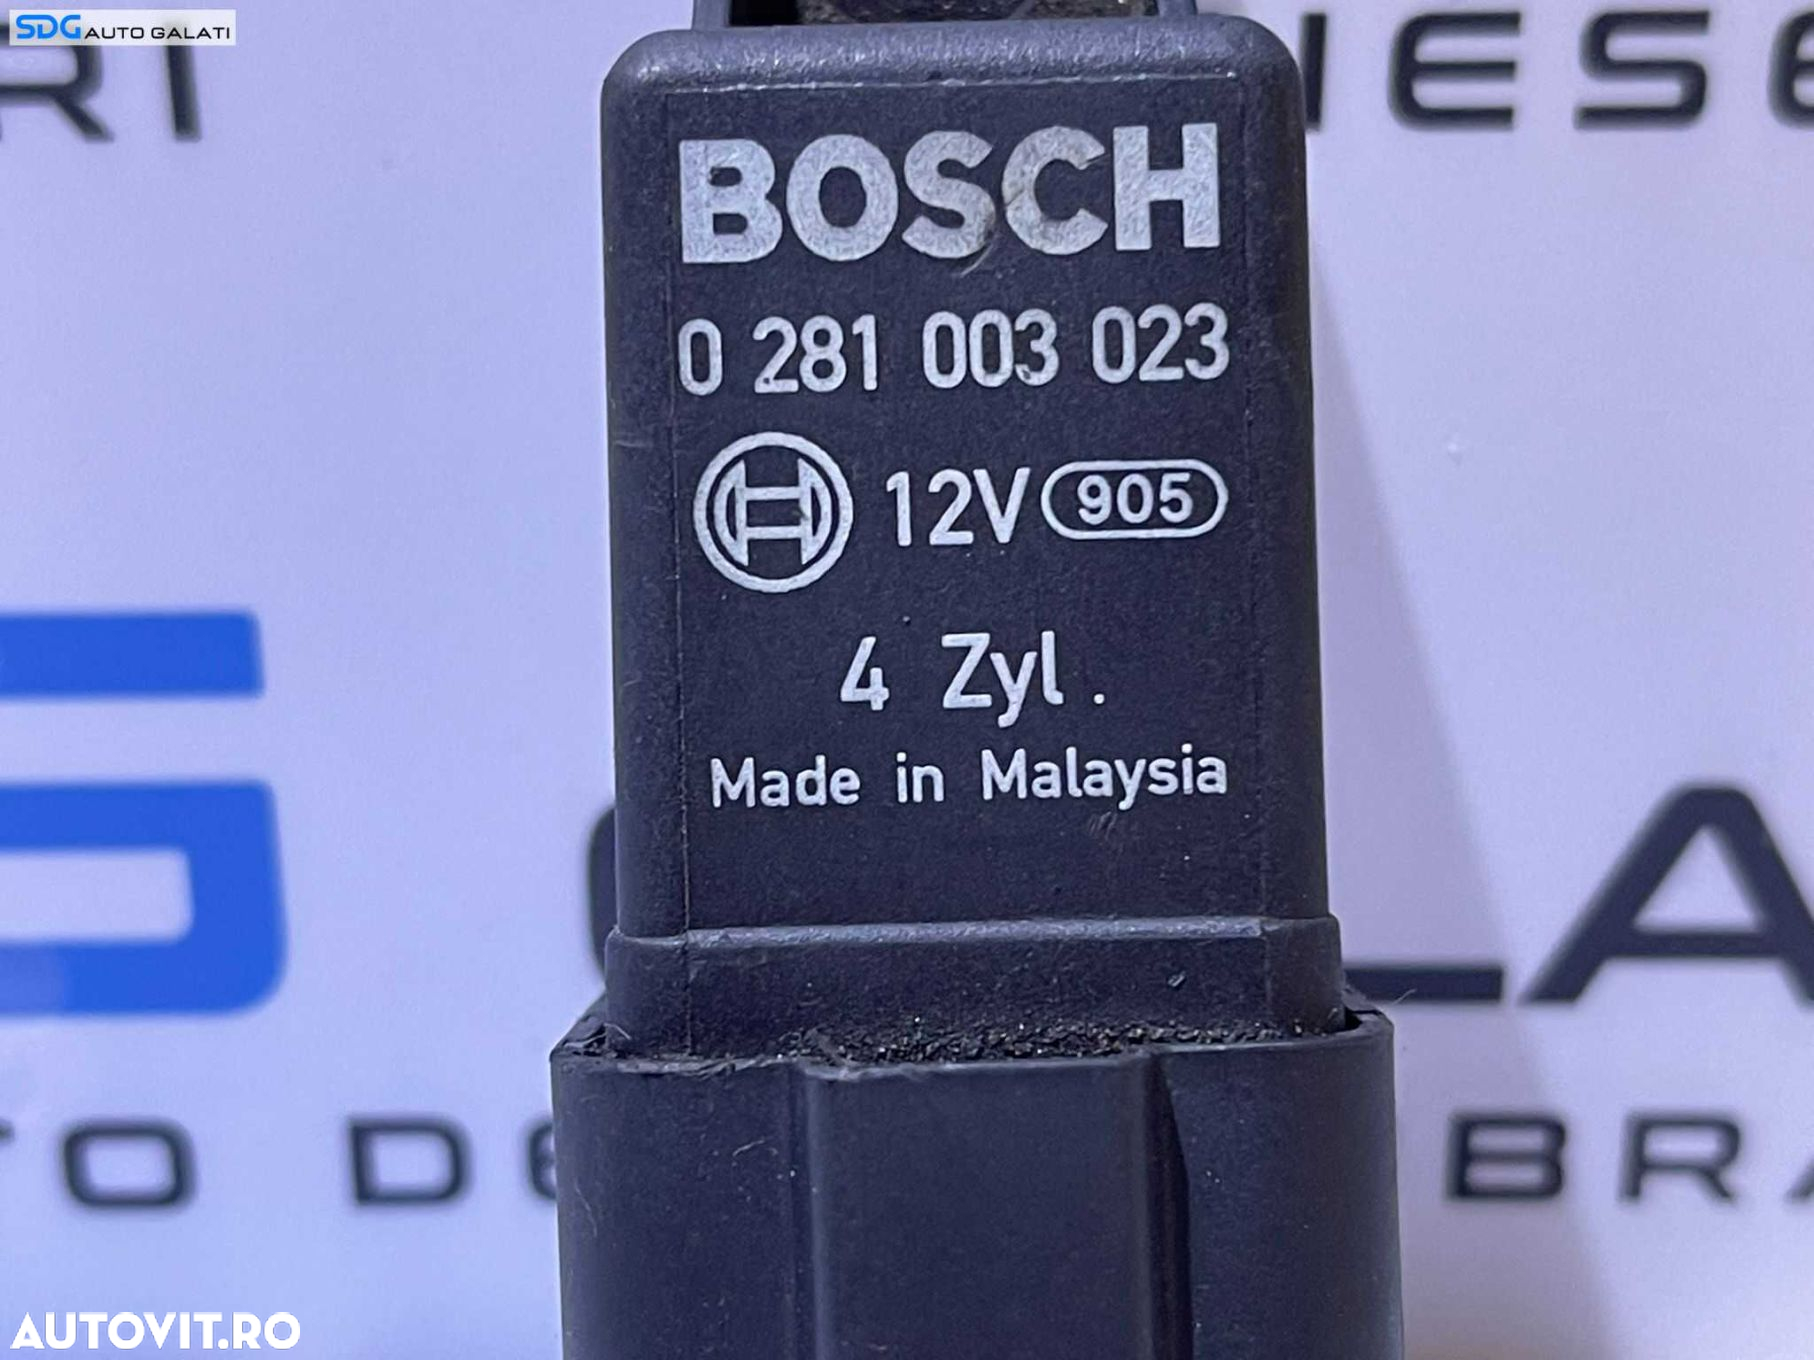 SDG AUTO GALATI
BOSCH
0 281 003 023
12V 905
4 Zyl.
Made in Malaysia
AUTOVIT.RO